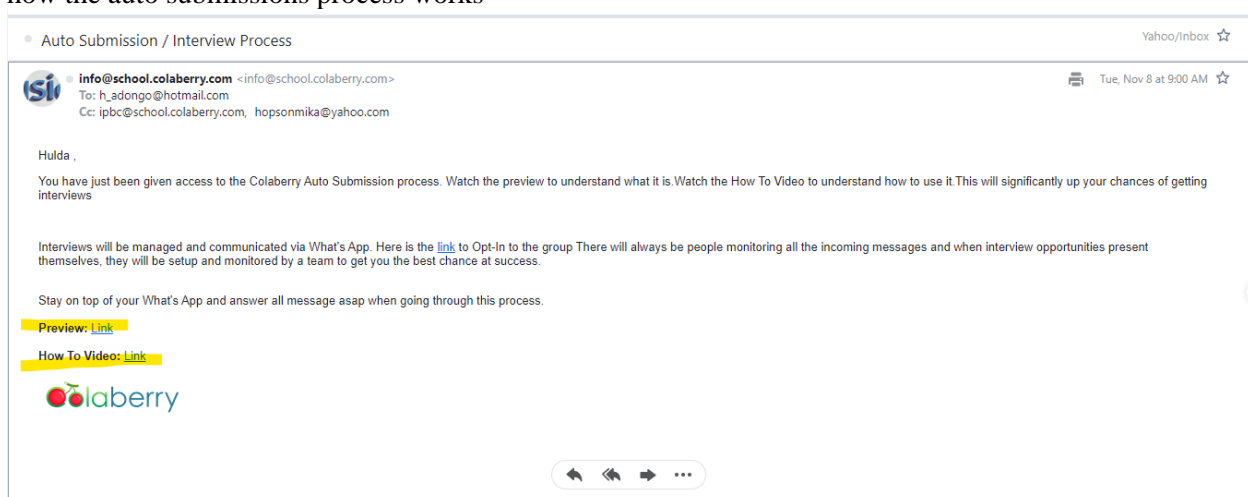 how the auto submissions process works
Auto Submission / Interview Process
Yahoo/Inbox
info@school.colaberry.com <info@school.colaberry.com>
Tue, Nov 8 at 9:00 AM
To: h_adongo@hotmail.com
Cc: ipbc@school.colaberry.com, hopsonmika@yahoo.com
Hulda ,
You have just been given access to the Colaberry Auto Submission process. Watch the preview to understand what it is.Watch the How To Video to understand how to use it.This will significantly up your chances of getting
interviews
Interviews will be managed and communicated via What's App. Here is the link to Opt-In to the group There will always be people monitoring all the incoming messages and when interview opportunities present
themselves, they will be setup and monitored by a team to get you the best chance at success.
Stay on top of your What's App and answer all message asap when going through this process.
Preview: Link
How To Video: Link
Colaberry